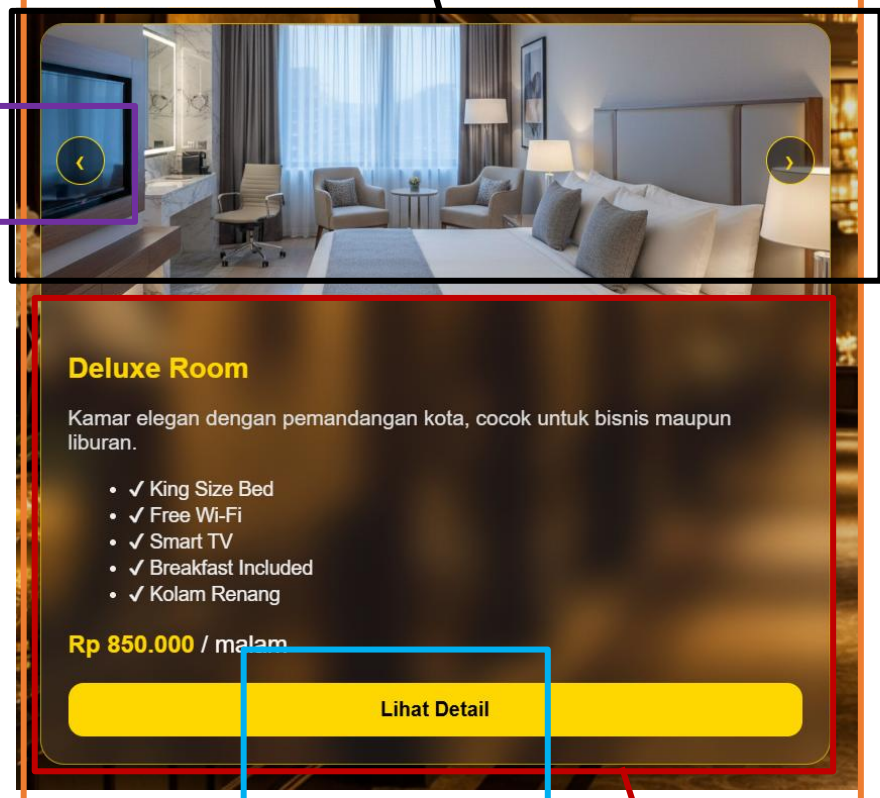 ‹ ›
Deluxe Room
Kamar elegan dengan pemandangan kota, cocok untuk bisnis maupun
liburan.
• ✓ King Size Bed
• ✓ Free Wi-Fi
• ✓ Smart TV
• ✓ Breakfast Included
• ✓ Kolam Renang
Rp 850.000 / malam
Lihat Detail